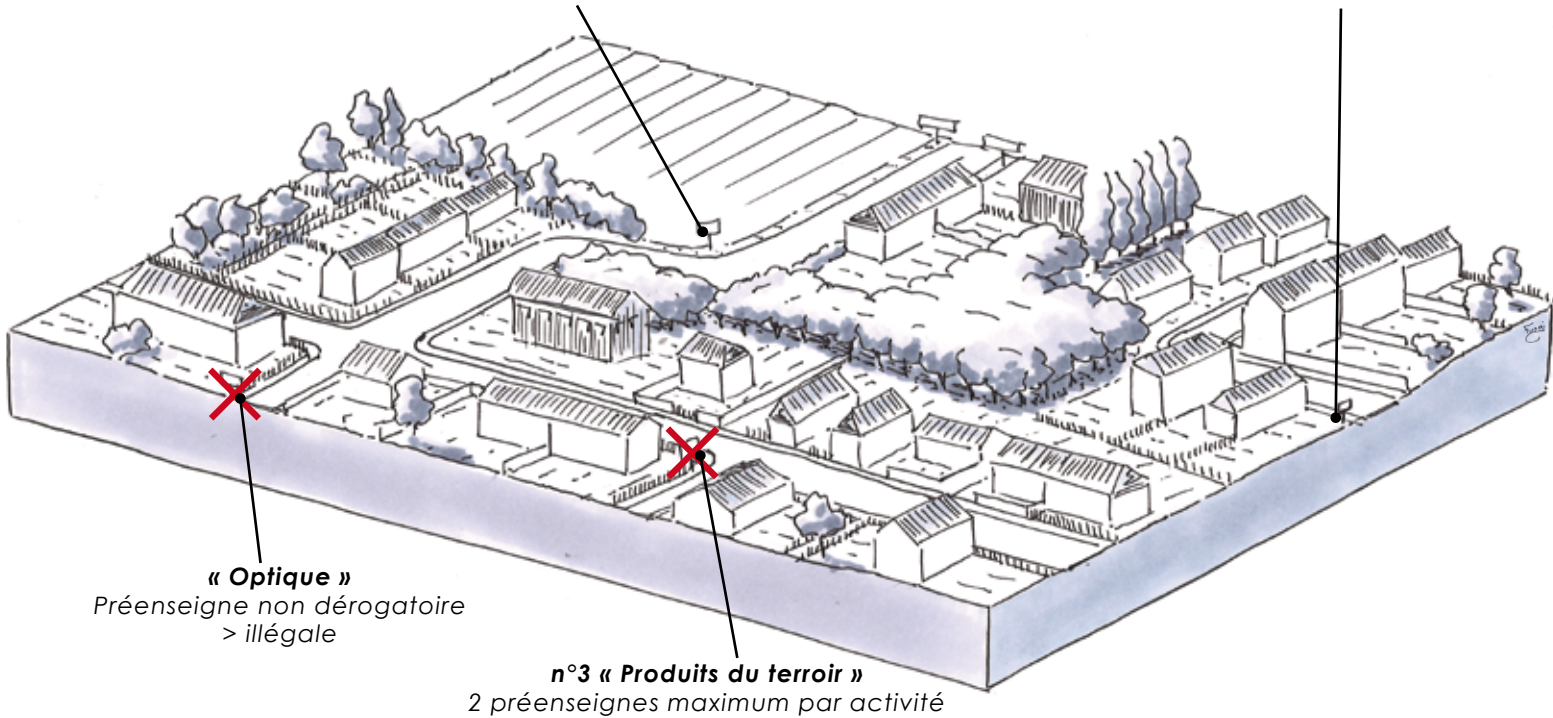 « Optique »
Préenseigne non dérogatoire
> illégale
n°3 « Produits du terroir »
2 préenseignes maximum par activité